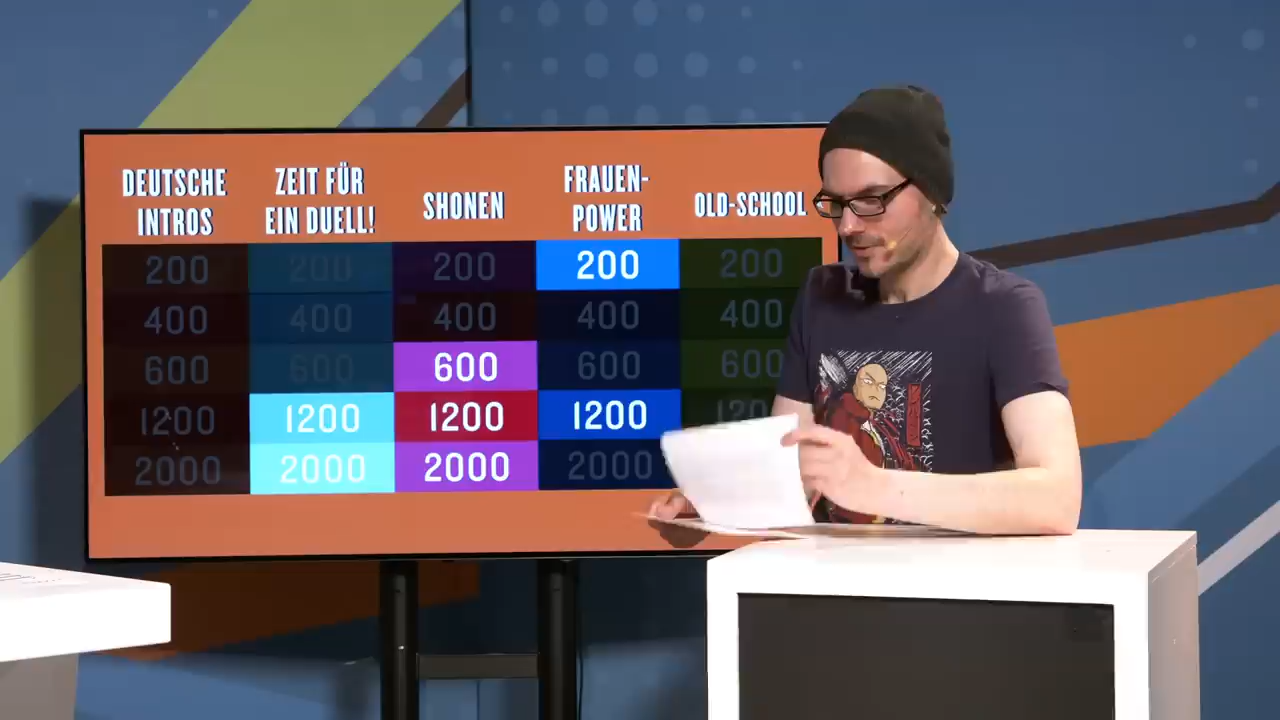 DEUTSCHE
INTROS
ZEIT FÜR
EIN DUELL!
SHONEN
FRAUEN-
POWER
OLD-SCHOOL
200 200 200 200 200
400 400 400 400 400
600 600 600 600 600
1200 1200 1200 1200 120
2000 2000 2000 2000